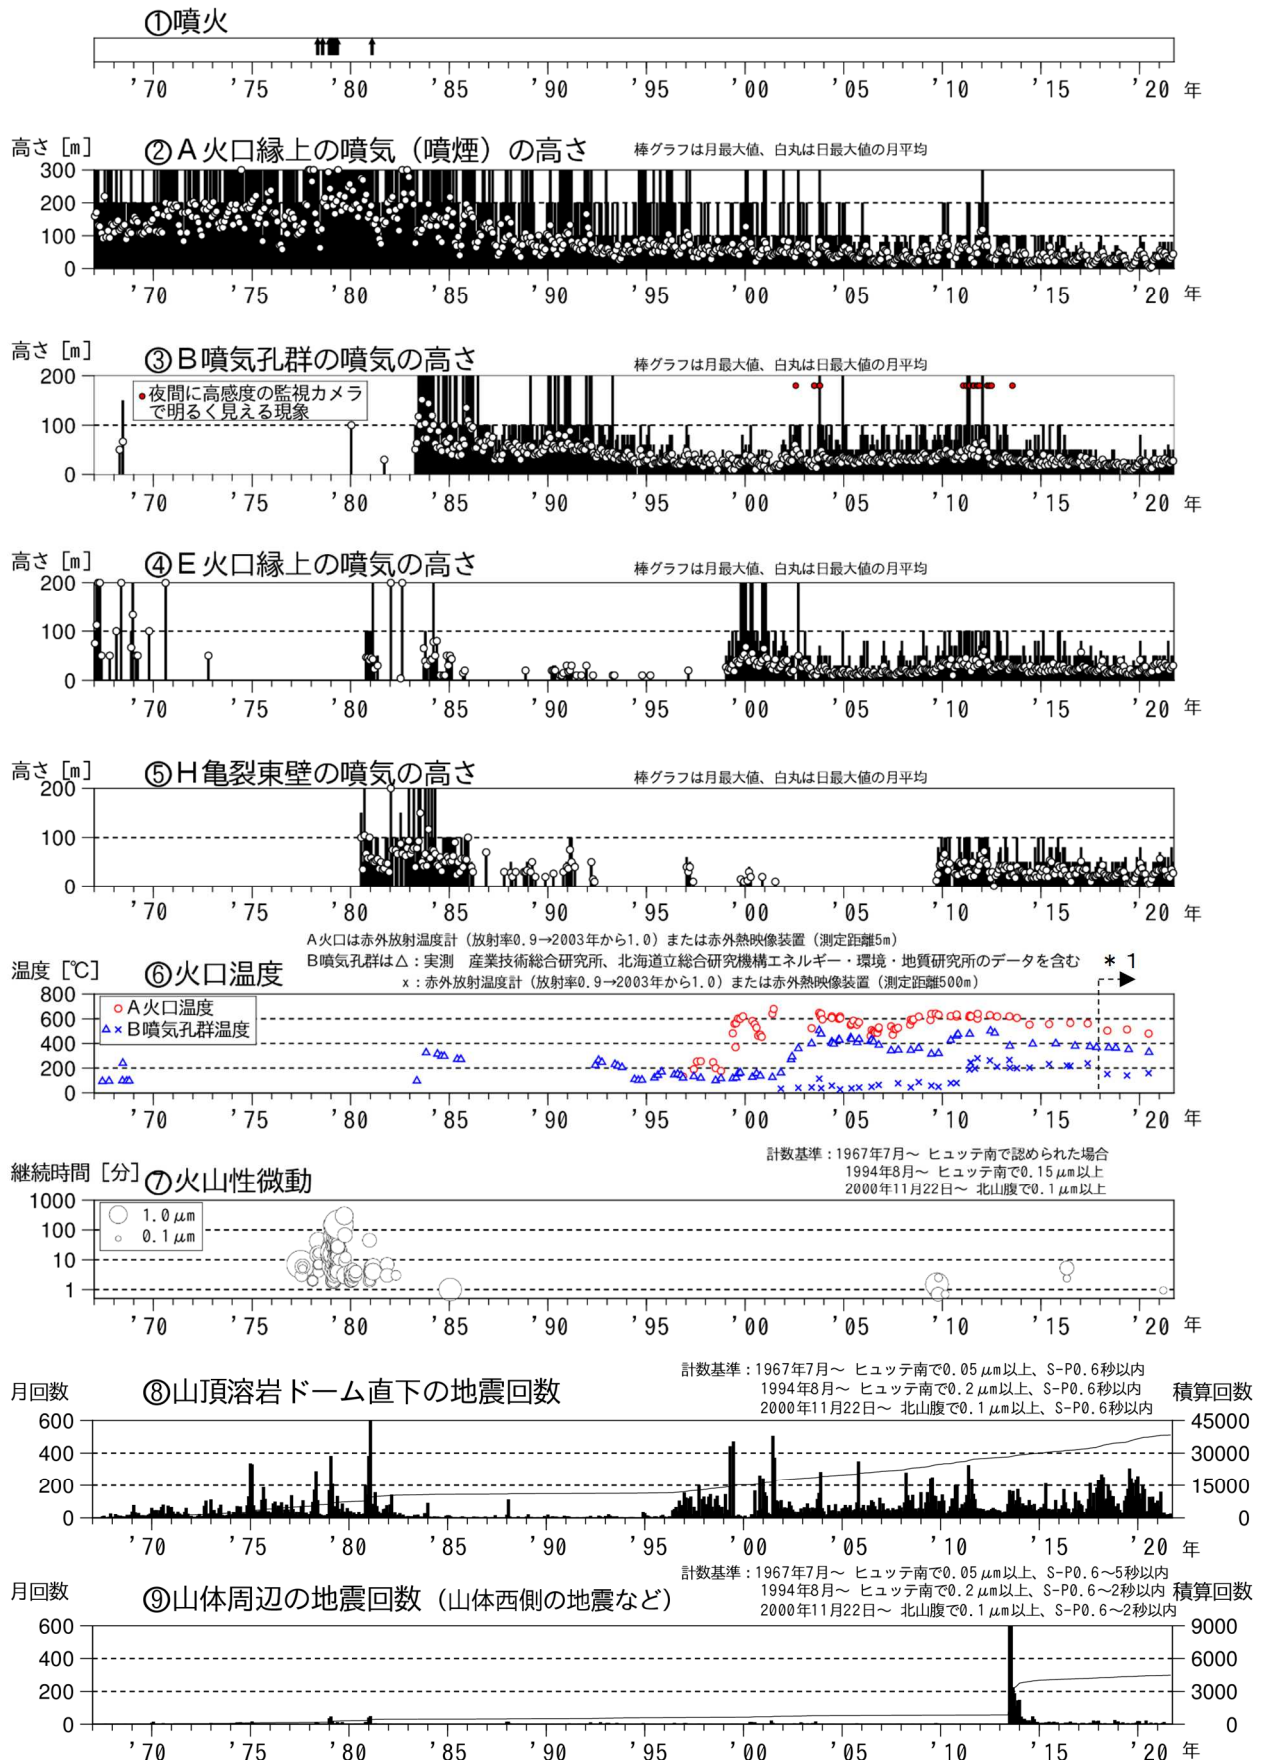 ①噴火
'70 '75 '80 '85 '90 '95 '00 '05 '10 '15 '20 年
高さ [m] ②A火口縁上の噴気（噴煙）の高さ 棒グラフは月最大値、白丸は日最大値の月平均
300
200
100
0
'70 '75 '80 '85 '90 '95 '00 '05 '10 '15 '20 年
高さ [m] ③B噴気孔群の噴気の高さ 棒グラフは月最大値、白丸は日最大値の月平均
200
●夜間に高感度の監視カメラ
で明るく見える現象
100
0
'70 '75 '80 '85 '90 '95 '00 '05 '10 '15 '20 年
高さ [m] ④E火口縁上の噴気の高さ 棒グラフは月最大値、白丸は日最大値の月平均
200
100
0
'70 '75 '80 '85 '90 '95 '00 '05 '10 '15 '20 年
高さ [m] ⑤H亀裂東壁の噴気の高さ 棒グラフは月最大値、白丸は日最大値の月平均
200
100
0
'70 '75 '80 '85 '90 '95 '00 '05 '10 '15 '20 年
A火口は赤外放射温度計（放射率0.9→2003年から1.0）または赤外熱映像装置（測定距離5m）
B噴気孔群は△：実測　産業技術総合研究所、北海道立総合研究機構エネルギー・環境・地質研究所のデータを含む
x：赤外放射温度計（放射率0.9→2003年から1.0）または赤外熱映像装置（測定距離500m）
温度 [℃] ⑥火口温度 ＊1
800
○A火口温度
△×B噴気孔群温度
600
400
200
0
'70 '75 '80 '85 '90 '95 '00 '05 '10 '15 '20 年
計数基準：1967年7月～ ヒュッテ南で認められた場合
1994年8月～ ヒュッテ南で0.15μm以上
2000年11月22日～ 北山腹で0.1μm以上
継続時間 [分] ⑦火山性微動
1000
1.0μm
0.1μm
100
10
1
'70 '75 '80 '85 '90 '95 '00 '05 '10 '15 '20 年
計数基準：1967年7月～ ヒュッテ南で0.05μm以上、S-P0.6秒以内
1994年8月～ ヒュッテ南で0.2μm以上、S-P0.6秒以内
2000年11月22日～ 北山腹で0.1μm以上、S-P0.6秒以内
月回数 ⑧山頂溶岩ドーム直下の地震回数 積算回数
600 45000
400 30000
200 15000
0 0
'70 '75 '80 '85 '90 '95 '00 '05 '10 '15 '20 年
計数基準：1967年7月～ ヒュッテ南で0.05μm以上、S-P0.6～5秒以内
1994年8月～ ヒュッテ南で0.2μm以上、S-P0.6～2秒以内
2000年11月22日～ 北山腹で0.1μm以上、S-P0.6～2秒以内
月回数 ⑨山体周辺の地震回数（山体西側の地震など） 積算回数
600 9000
400 6000
200 3000
0 0
'70 '75 '80 '85 '90 '95 '00 '05 '10 '15 '20 年